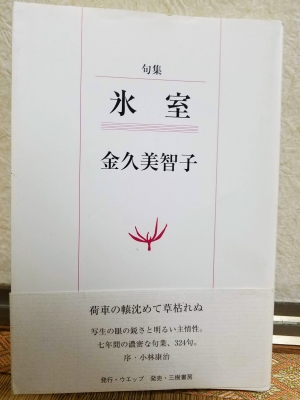 句集
氷室
金久美智子
荷車の轅沈めて草枯れぬ
写生の眼の鋭さと明るい主情性。
七年間の濃密な句業、324句。
序・小林康治
発行・ウエップ 発売・三樹書房